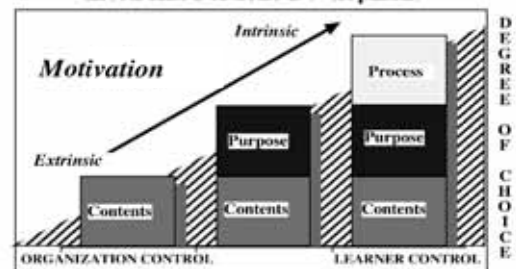 Intrinsic
Motivation
Process
Extrinsic
Purpose
Purpose
Contents
Contents
Contents
ORGANIZATION CONTROL
LEARNER CONTROL
DEGREE OF CHOICE